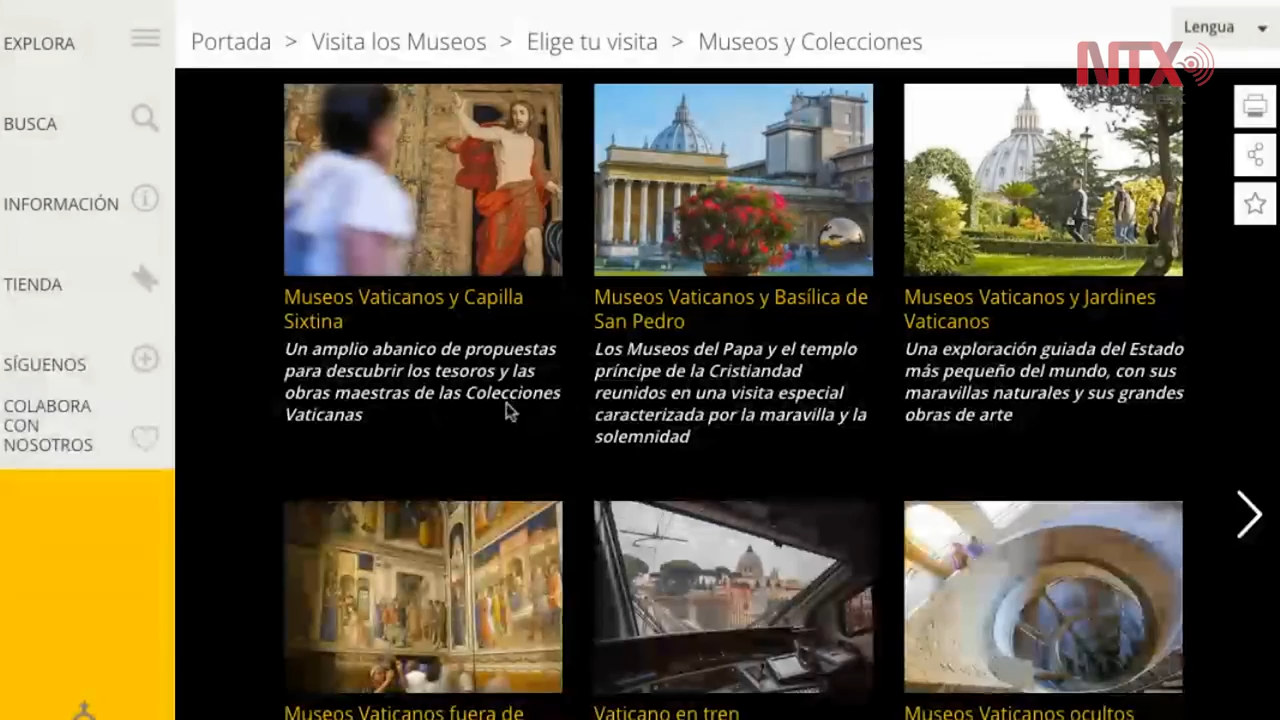 EXPLORA
BUSCA
INFORMACIÓN
TIENDA
SÍGUENOS
COLABORA
CON
NOSOTROS
Portada > Visita los Museos > Elige tu visita > Museos y Colecciones
Lengua
NTX
Museos Vaticanos y Capilla
Sixtina
Un amplio abanico de propuestas
para descubrir los tesoros y las
obras maestras de las Colecciones
Vaticanas
Museos Vaticanos y Basílica de
San Pedro
Los Museos del Papa y el templo
príncipe de la Cristiandad
reunidos en una visita especial
caracterizada por la maravilla y la
solemnidad
Museos Vaticanos y Jardines
Vaticanos
Una exploración guiada del Estado
más pequeño del mundo, con sus
maravillas naturales y sus grandes
obras de arte
Museos Vaticanos fuera de
Vaticano en tren
Museos Vaticanos ocultos